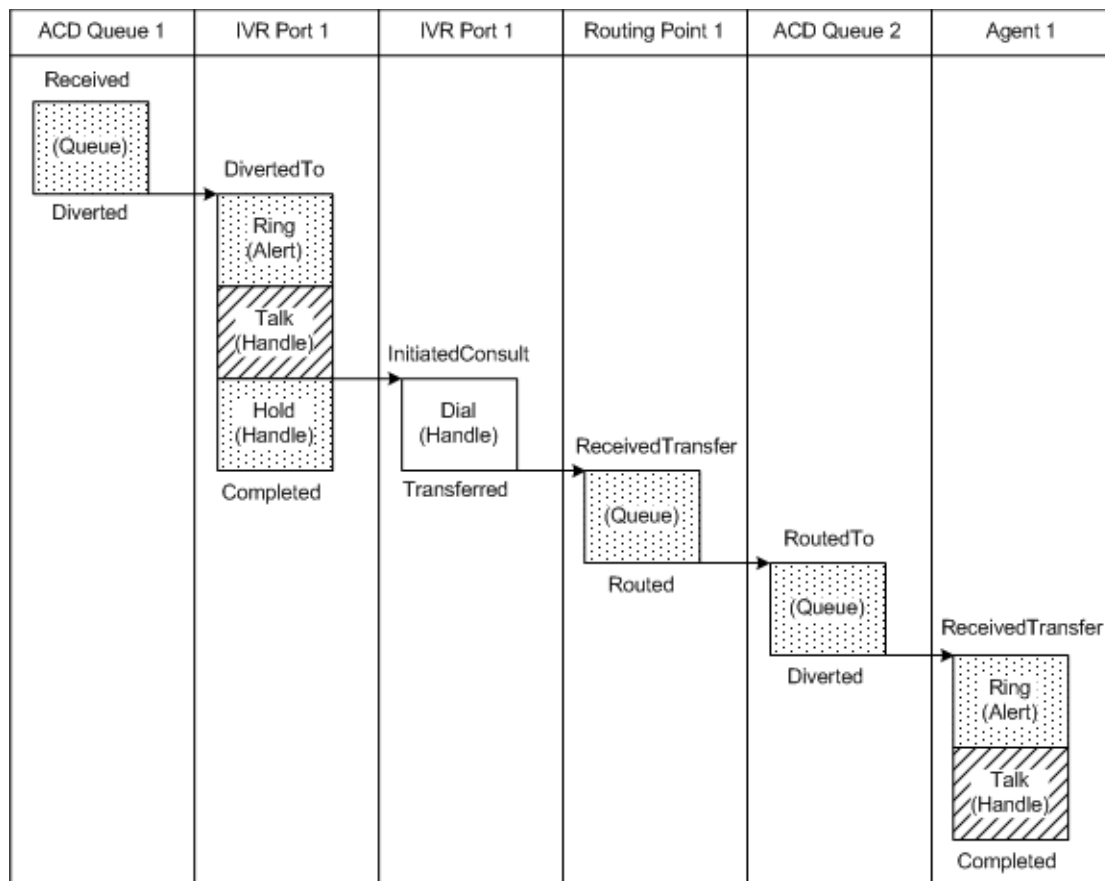 ACD Queue 1
IVR Port 1
IVR Port 1
Routing Point 1
ACD Queue 2
Agent 1
Received
(Queue)
Diverted
DivertedTo
Ring
(Alert)
Talk
(Handle)
Hold
(Handle)
Completed
InitiatedConsult
Dial
(Handle)
Transferred
ReceivedTransfer
(Queue)
Routed
RoutedTo
(Queue)
Diverted
ReceivedTransfer
Ring
(Alert)
Talk
(Handle)
Completed